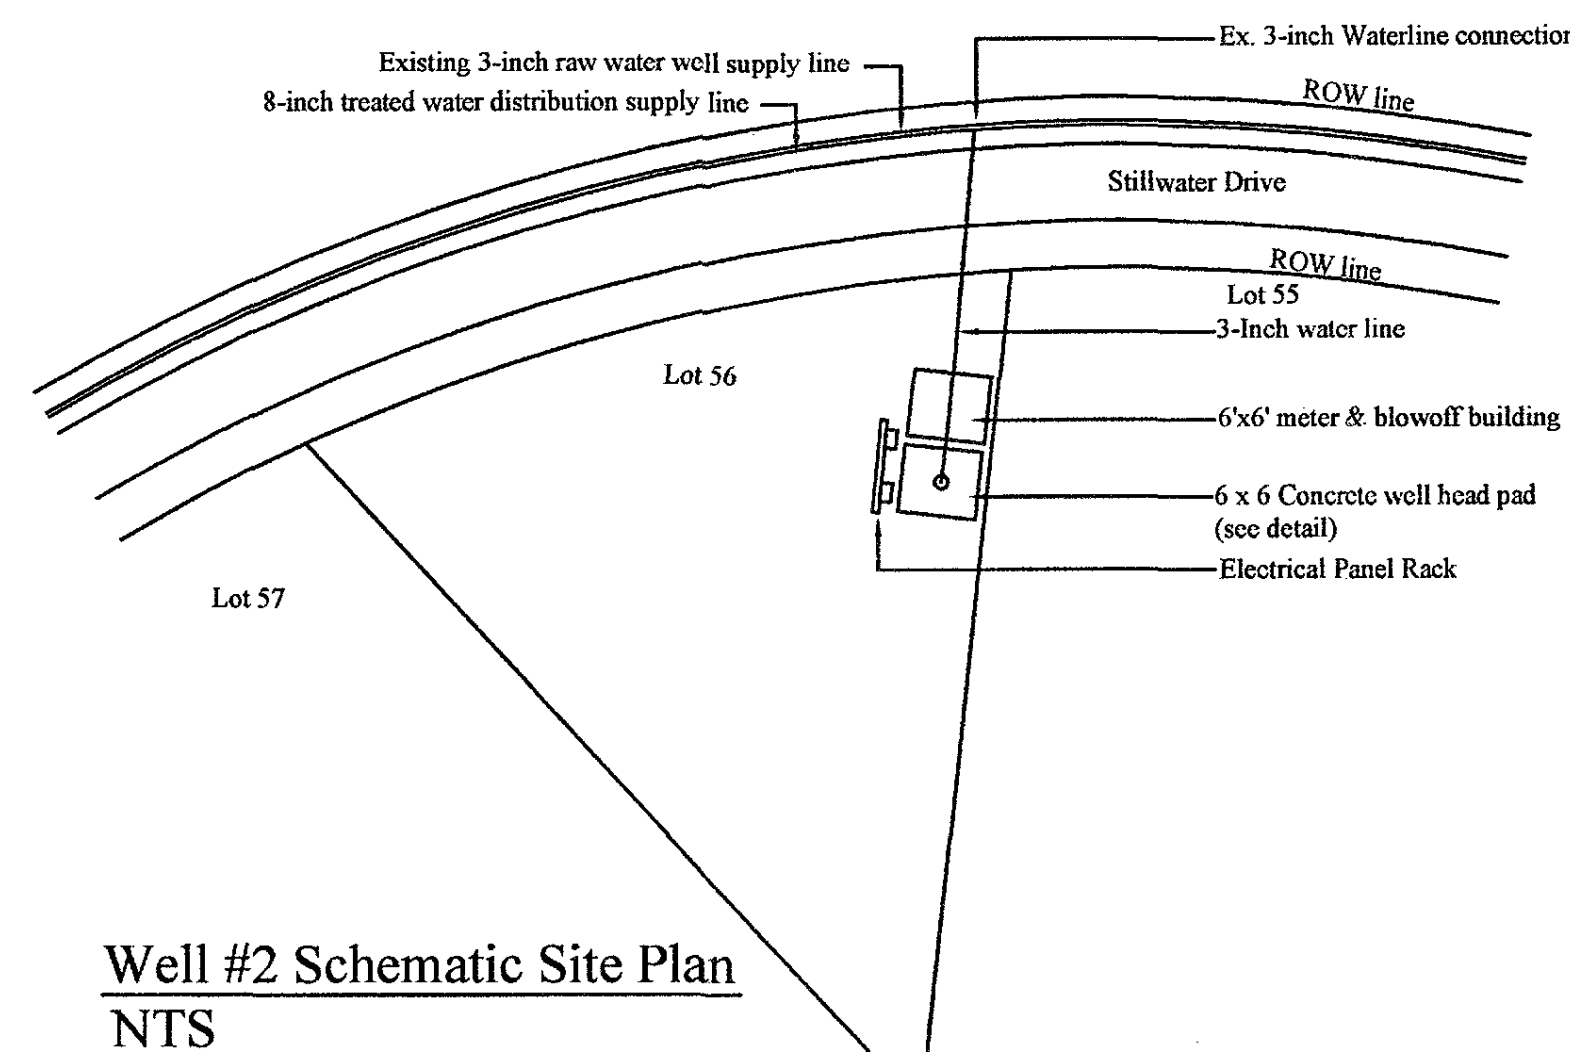 Ex. 3-inch Waterline connection
Existing 3-inch raw water well supply line
8-inch treated water distribution supply line
ROW line
Stillwater Drive
ROW line
Lot 55
3-Inch water line
Lot 56
6'x6' meter & blowoff building
6 x 6 Concrete well head pad
(see detail)
Electrical Panel Rack
Lot 57
Well #2 Schematic Site Plan
NTS